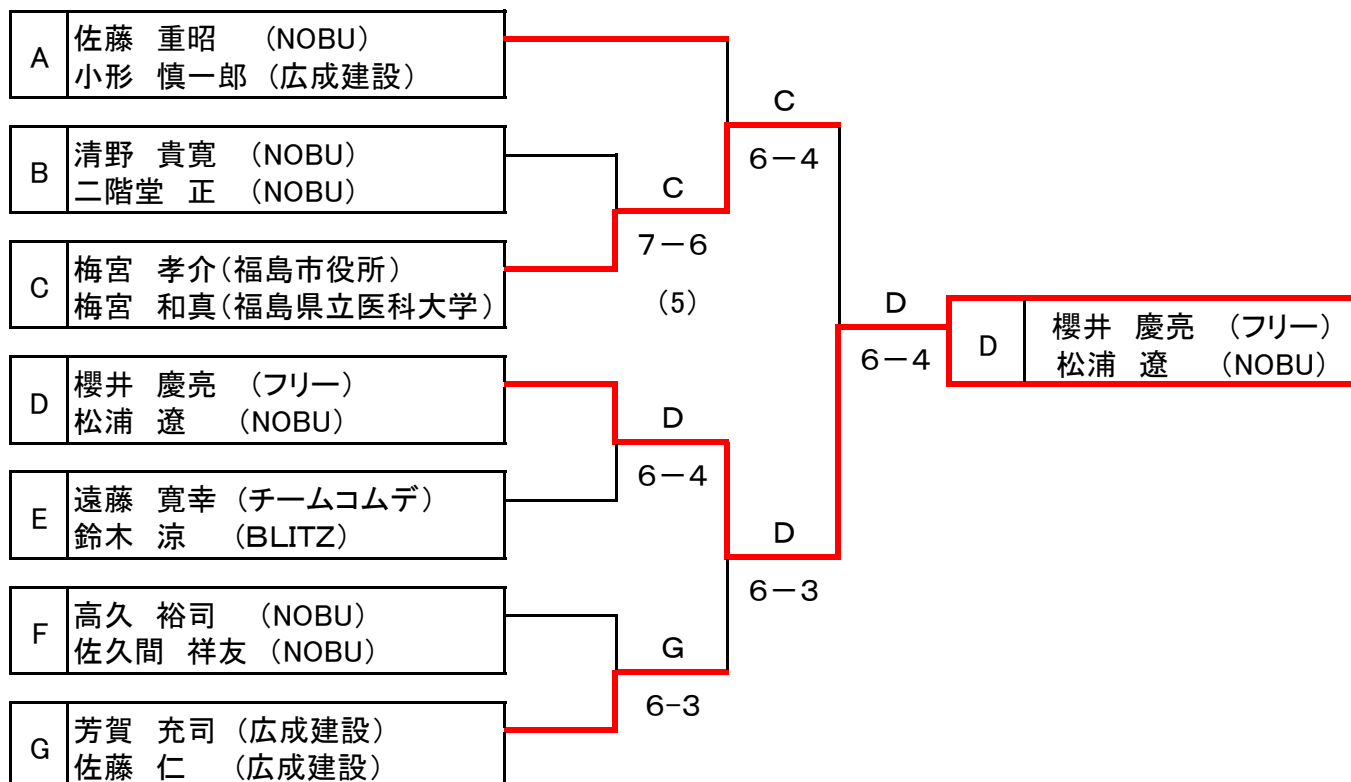 A
佐藤 重昭 (NOBU)
小形 慎一郎 (広成建設)
B
清野 貴寛 (NOBU)
二階堂 正 (NOBU)
C
梅宮 孝介(福島市役所)
梅宮 和真(福島県立医科大学)
D
櫻井 慶亮 (フリー)
松浦 遼 (NOBU)
E
遠藤 寛幸 (チームコムデ)
鈴木 涼 (BLITZ)
F
高久 裕司 (NOBU)
佐久間 祥友 (NOBU)
G
芳賀 充司 (広成建設)
佐藤 仁 (広成建設)
C
7-6
(5)
D
6-4
G
6-3
C
6-4
D
6-3
D
6-4
D
櫻井 慶亮 (フリー)
松浦 遼 (NOBU)